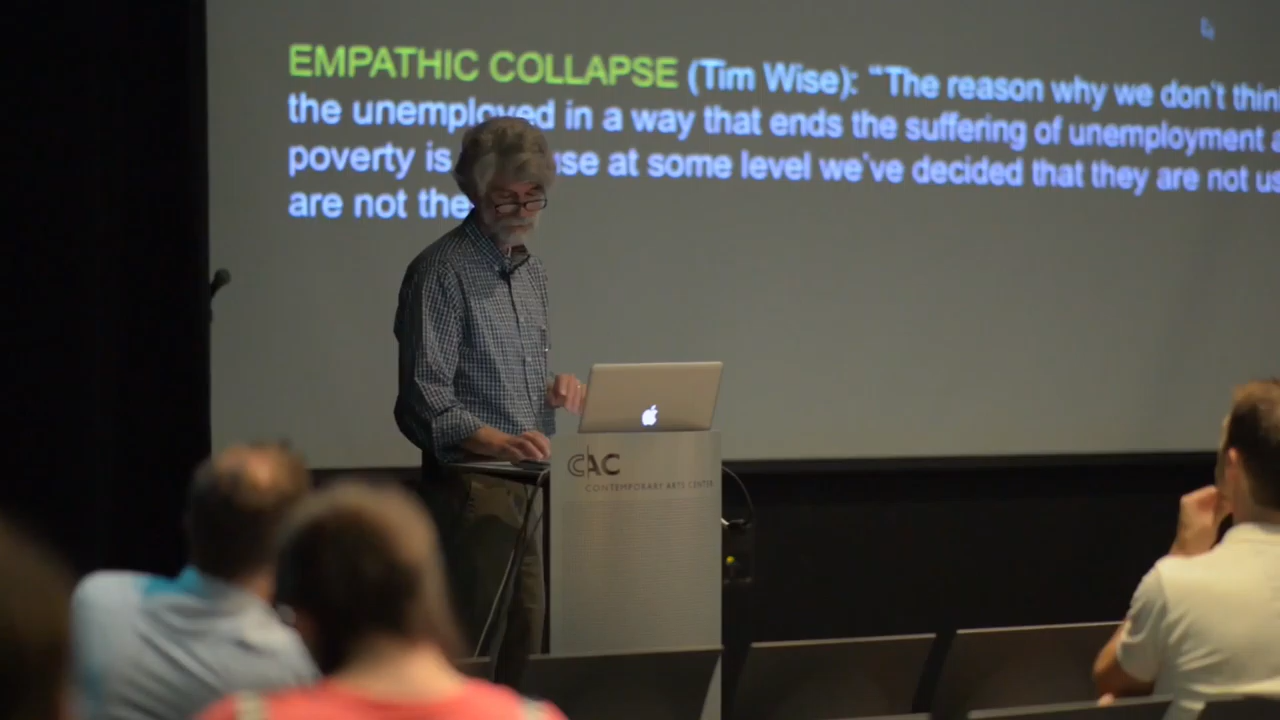 EMPATHIC COLLAPSE (Tim Wise): “The reason why we don't thin
the unemployed in a way that ends the suffering of unemployment a
poverty is use at some level we've decided that they are not us
are not the
CAC
CONTEMPORARY ARTS CENTER